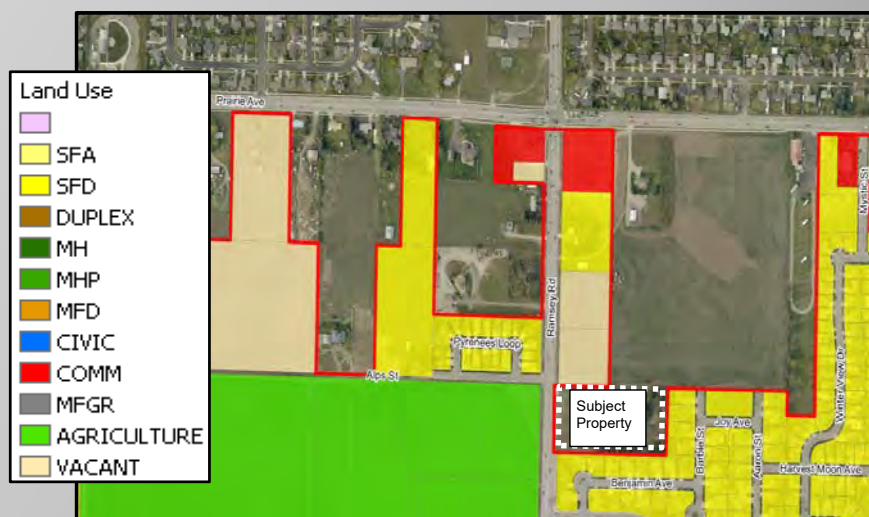 Land Use
SFA
SFD
DUPLEX
MH
MHP
MFD
CIVIC
COMM
MFGR
AGRICULTURE
VACANT
Prairie Ave
Ramsey Rd
Mystic St
Pyrenees Loop
Alps St
Winter View Dr
Subject
Property
Joy Ave
Barbie St
Aaron St
Harvest Moon Ave
Benjamin Ave